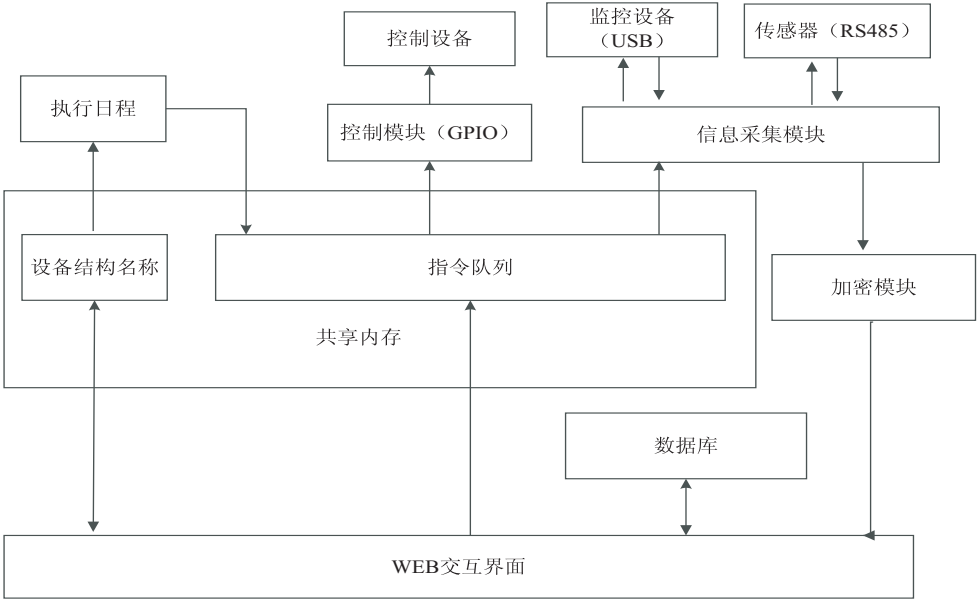 控制设备
监控设备
（USB）
传感器（RS485）
执行日程
控制模块（GPIO）
信息采集模块
设备结构名称
指令队列
加密模块
共享内存
数据库
WEB交互界面